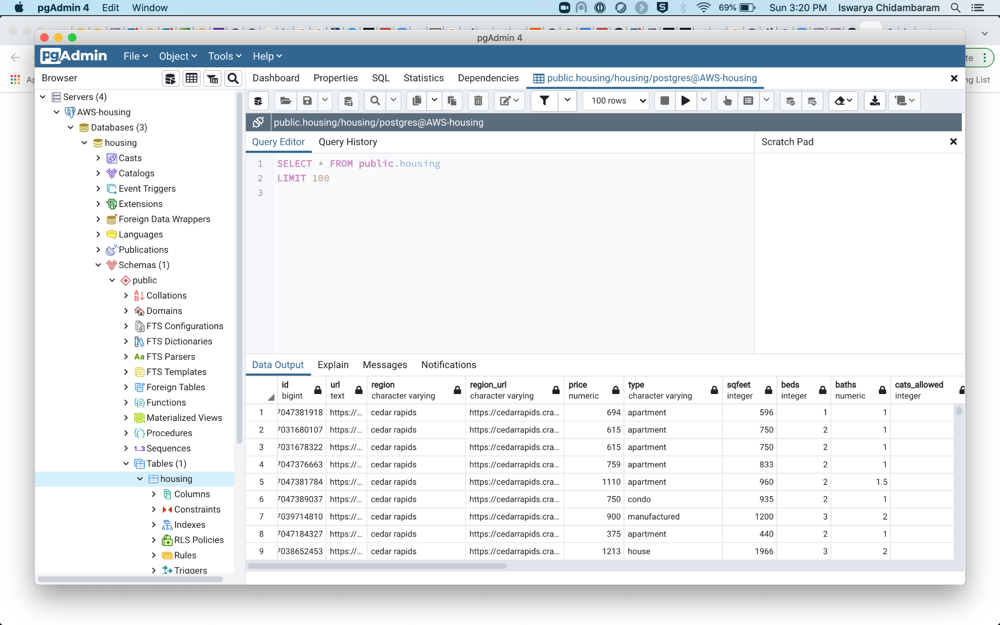 pgAdmin 4 Edit Window 69% Sun 3:20 PM Iswarya Chidambaram
pgAdmin 4
pgAdmin File Object Tools Help
Browser Dashboard Properties SQL Statistics Dependencies public.housing/housing/postgres@AWS-housing
100 rows
public.housing/housing/postgres@AWS-housing
Query Editor Query History Scratch Pad
1 SELECT * FROM public.housing
2 LIMIT 100
3
Servers (4)
AWS-housing
Databases (3)
housing
Casts
Catalogs
Event Triggers
Extensions
Foreign Data Wrappers
Languages
Publications
Schemas (1)
public
Collations
Domains
FTS Configurations
FTS Dictionaries
Aa FTS Parsers
FTS Templates
Foreign Tables
Functions
Materialized Views
Procedures
1..3 Sequences
Tables (1)
housing
Columns
Constraints
Indexes
RLS Policies
Rules
Triggers
Data Output Explain Messages Notifications
id url region region_url price type sqfeet beds baths cats_allowed
bigint text character varying character varying numeric character varying integer integer numeric integer
1 7047381918 https://... cedar rapids https://cedarrapids.cra... 694 apartment 596 1 1
2 7031680107 https://... cedar rapids https://cedarrapids.cra... 615 apartment 750 2 1
3 7031678322 https://... cedar rapids https://cedarrapids.cra... 615 apartment 750 2 1
4 7047376663 https://... cedar rapids https://cedarrapids.cra... 759 apartment 833 2 1
5 7047381784 https://... cedar rapids https://cedarrapids.cra... 1110 apartment 960 2 1.5
6 7047389037 https://... cedar rapids https://cedarrapids.cra... 750 condo 935 2 1
7 7039714810 https://... cedar rapids https://cedarrapids.cra... 900 manufactured 1200 3 2
8 7047184327 https://... cedar rapids https://cedarrapids.cra... 375 apartment 440 2 1
9 7038652453 https://... cedar rapids https://cedarrapids.cra... 1213 house 1966 3 2